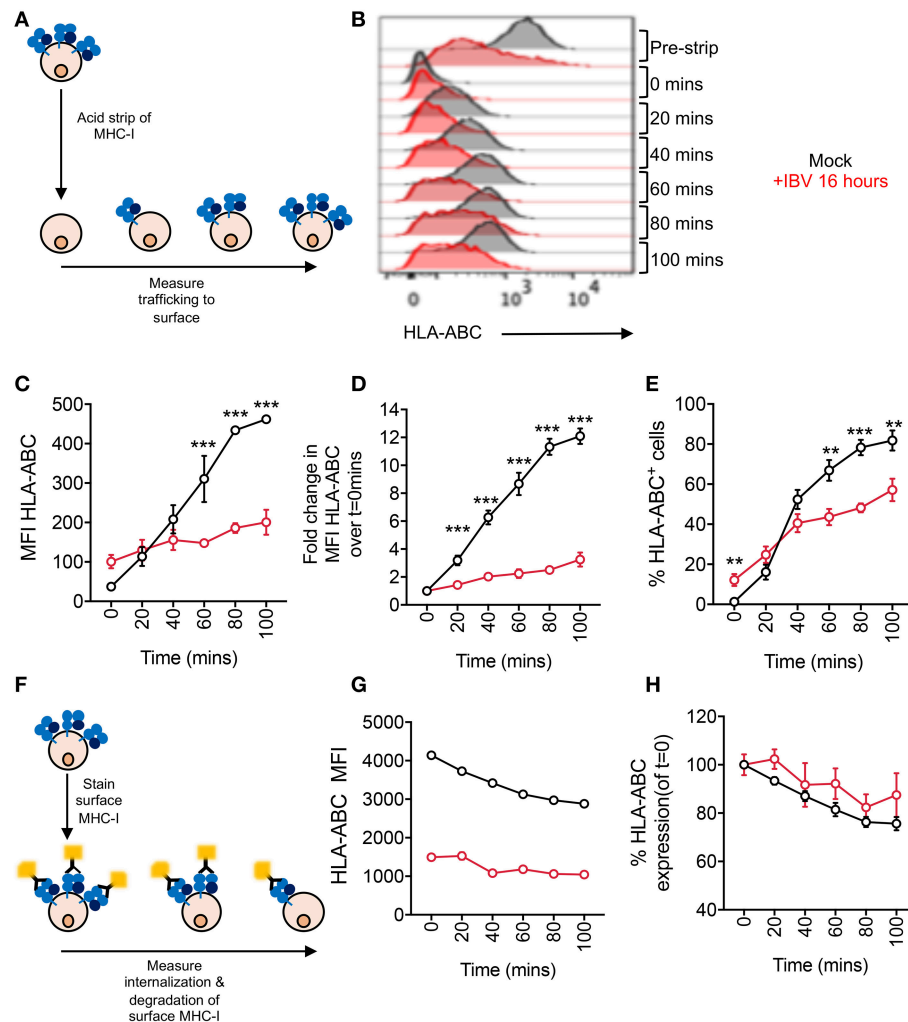 A
Acid strip of
MHC-I
Measure
trafficking to
surface
B
Pre-strip
0 mins
20 mins
40 mins
60 mins
80 mins
100 mins
0
10^3
10^4
HLA-ABC
Mock
+IBV 16 hours
C
MFI HLA-ABC
500
400
300
200
100
0
***
***
***
0 20 40 60 80 100
Time (mins)
D
Fold change in
MFI HLA-ABC
over t=0mins
14
12
10
8
6
4
2
0
***
***
***
***
***
0 20 40 60 80 100
Time (mins)
E
% HLA-ABC+ cells
100
80
60
40
20
0
**
**
***
**
0 20 40 60 80 100
Time (mins)
F
Stain
surface
MHC-I
Measure
internalization &
degradation of
surface MHC-I
G
HLA-ABC MFI
5000
4000
3000
2000
1000
0
0 20 40 60 80 100
Time (mins)
H
% HLA-ABC
expression(of t=0)
120
100
80
60
40
0 20 40 60 80 100
Time (mins)